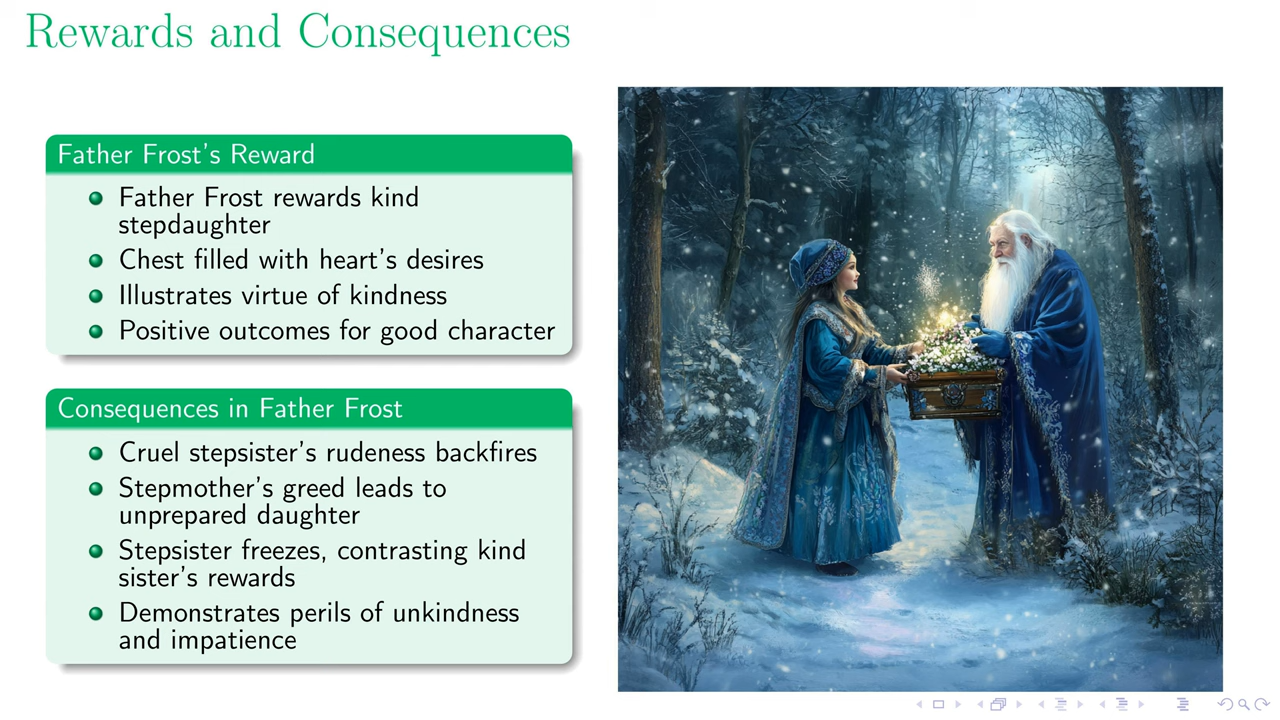 Rewards and Consequences
Father Frost's Reward
Father Frost rewards kind
stepdaughter
Chest filled with heart's desires
Illustrates virtue of kindness
Positive outcomes for good character
Consequences in Father Frost
Cruel stepsister's rudeness backfires
Stepmother's greed leads to
unprepared daughter
Stepsister freezes, contrasting kind
sister's rewards
Demonstrates perils of unkindness
and impatience